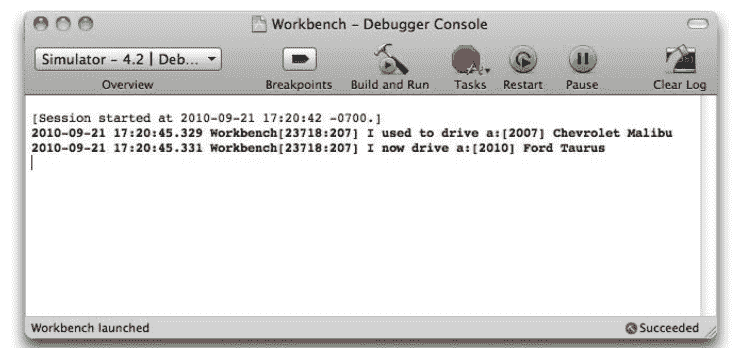 Workbench – Debugger Console
Simulator – 4.2 | Deb...
Overview
Breakpoints
Build and Run
Tasks
Restart
Pause
Clear Log
[Session started at 2010-09-21 17:20:42 -0700.]
2010-09-21 17:20:45.329 Workbench[23718:207] I used to drive a:[2007] Chevrolet Malibu
2010-09-21 17:20:45.331 Workbench[23718:207] I now drive a:[2010] Ford Taurus
Workbench launched
Succeeded